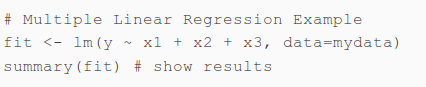 # Multiple Linear Regression Example
fit <- lm(y ~ x1 + x2 + x3, data=mydata)
summary(fit) # show results